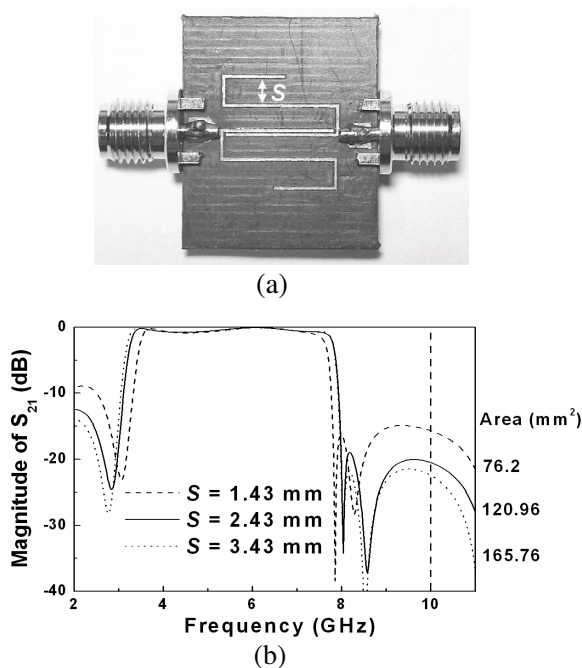 S
(a)
Magnitude of S21 (dB)
0
-10
-20
-30
-40
S = 1.43 mm
S = 2.43 mm
S = 3.43 mm
Area (mm2)
76.2
120.96
165.76
2 4 6 8 10
Frequency (GHz)
(b)